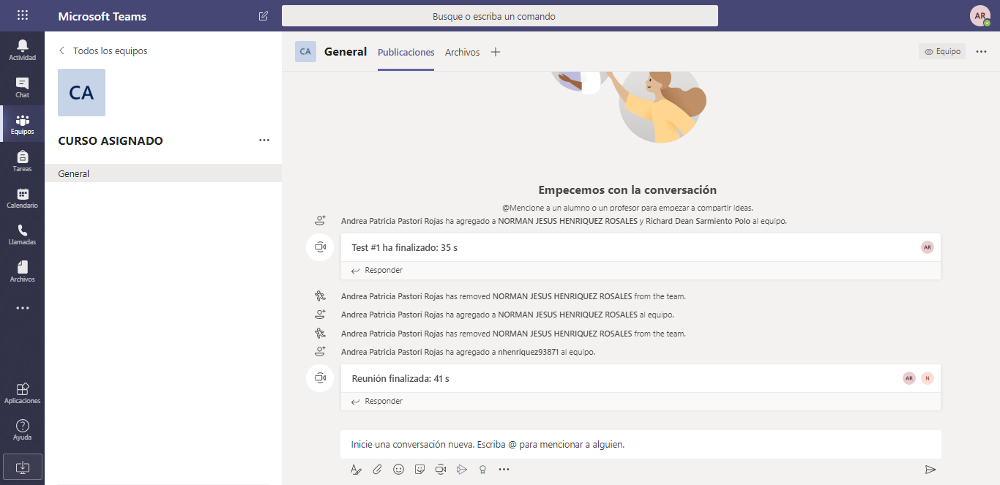 Microsoft Teams
Busque o escriba un comando
AR
Actividad
Chat
Equipos
Tareas
Calendario
Llamadas
Archivos
Aplicaciones
Ayuda
Todos los equipos
CA
CURSO ASIGNADO
General
CA
General
Publicaciones
Archivos
Equipo
Empecemos con la conversación
@Mencione a un alumno o un profesor para empezar a compartir ideas.
Andrea Patricia Pastori Rojas ha agregado a NORMAN JESUS HENRIQUEZ ROSALES y Richard Dean Sarmiento Polo al equipo.
Test #1 ha finalizado: 35 s
AR
Responder
Andrea Patricia Pastori Rojas has removed NORMAN JESUS HENRIQUEZ ROSALES from the team.
Andrea Patricia Pastori Rojas ha agregado a NORMAN JESUS HENRIQUEZ ROSALES al equipo.
Andrea Patricia Pastori Rojas has removed NORMAN JESUS HENRIQUEZ ROSALES from the team.
Andrea Patricia Pastori Rojas ha agregado a nhenriquez93871 al equipo.
Reunión finalizada: 41 s
AR N
Responder
Inicie una conversación nueva. Escriba @ para mencionar a alguien.